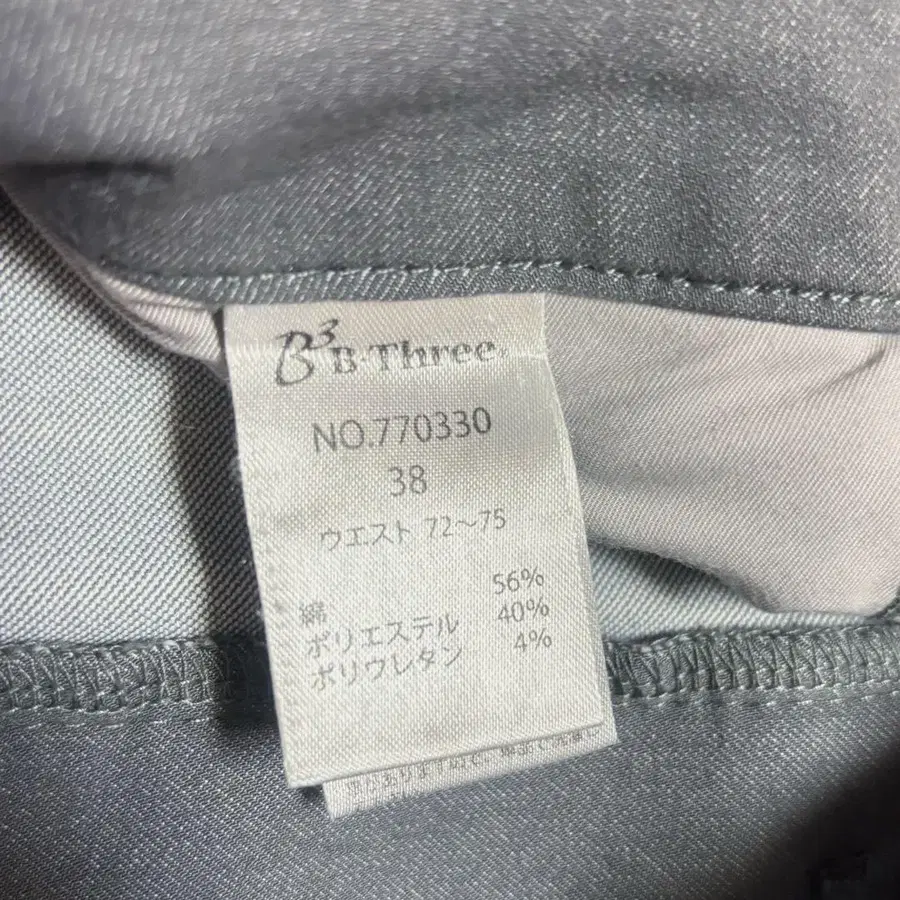 B³ B·Three.
NO.770330
38
ウエスト 72～75
綿 56%
ポリエステル 40%
ポリウレタン 4%